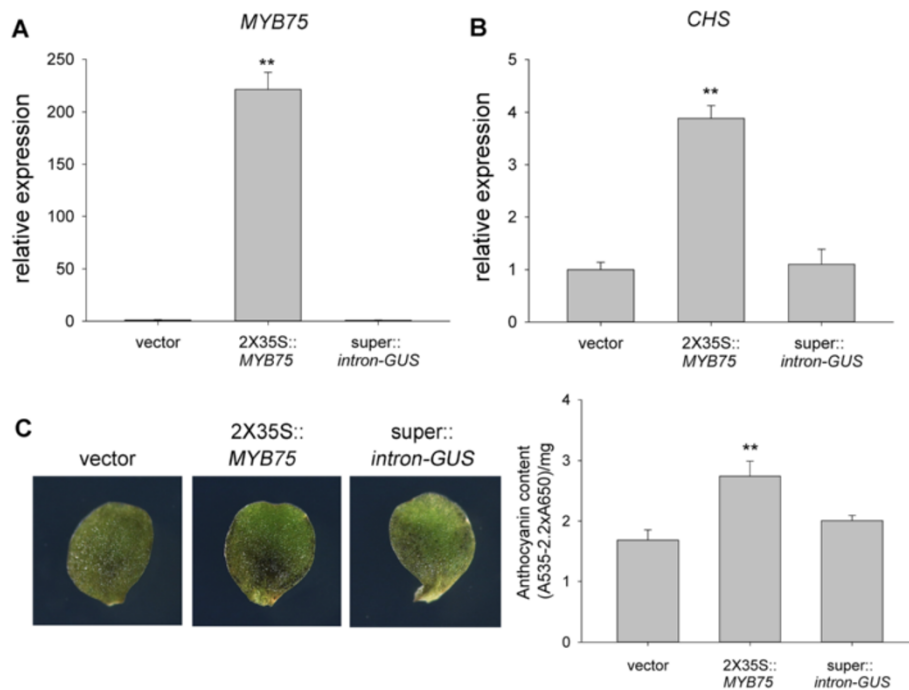 A
MYB75
relative expression
250
200
150
100
50
0
**
vector
2X35S::
MYB75
super::
intron-GUS
B
CHS
relative expression
5
4
3
2
1
0
**
vector
2X35S::
MYB75
super::
intron-GUS
C
vector
2X35S::
MYB75
super::
intron-GUS
Anthocyanin content
(A535-2.2xA650)/mg
4
3
2
1
0
**
vector
2X35S::
MYB75
super::
intron-GUS